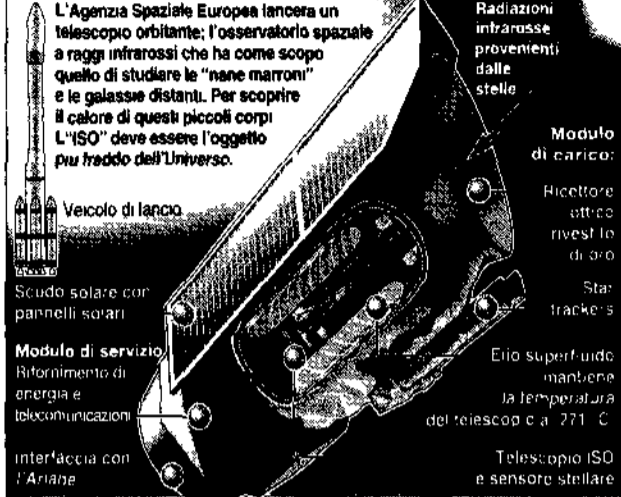 L'Agenzia Spaziale Europea lancera un
telescopio orbitante; l'osservatorio spaziale
a raggi infrarossi che ha come scopo
quello di studiare le "nane marroni"
e le galassie distanti. Per scoprire
il calore di questi piccoli corpi
L'"ISO" deve essere l'oggetto
piu freddo dell'Universo.
Veicolo di lancio
Scudo solare con
pannelli solari
Modulo di servizio
Rifornimento di
energia e
telecomunicazioni
interfaccia con
l'Ariane
Radiazioni
infrarosse
provenienti
dalle
stelle
Modulo
di carico:
Ricettore
ottico
rivestito
di oro
Star
trackers
Elio superfluido
mantiene
la temperatura
del telescopio a -271° C
Telescopio ISO
e sensore stellare